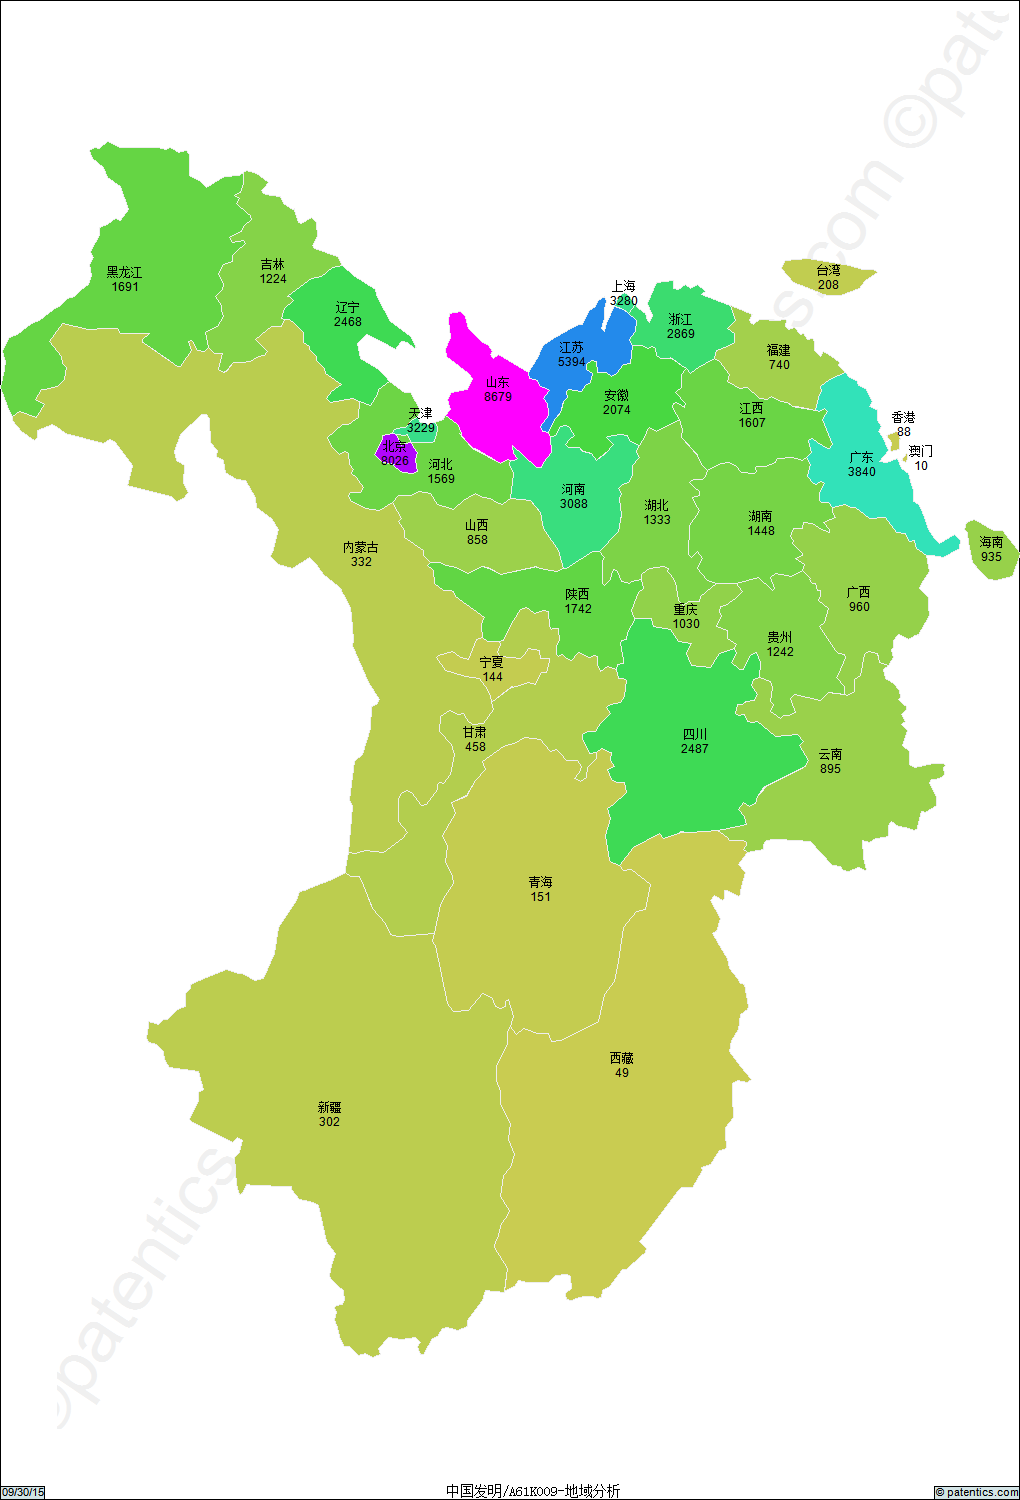 ©patentics.com ©patentics
黑龙江
1691
吉林
1224
辽宁
2468
台湾
208
上海
3280
浙江
2869
江苏
5394
福建
740
山东
8679
安徽
2074
江西
1607
天津
3229
香港
88
澳门
10
北京
8026
河北
1569
广东
3840
河南
3088
湖北
1333
湖南
1448
山西
858
海南
935
内蒙古
332
陕西
1742
重庆
1030
广西
960
贵州
1242
宁夏
144
甘肃
458
四川
2487
云南
895
青海
151
西藏
49
新疆
302
09/30/15
中国发明/A61K009-地域分析
© patentics.com